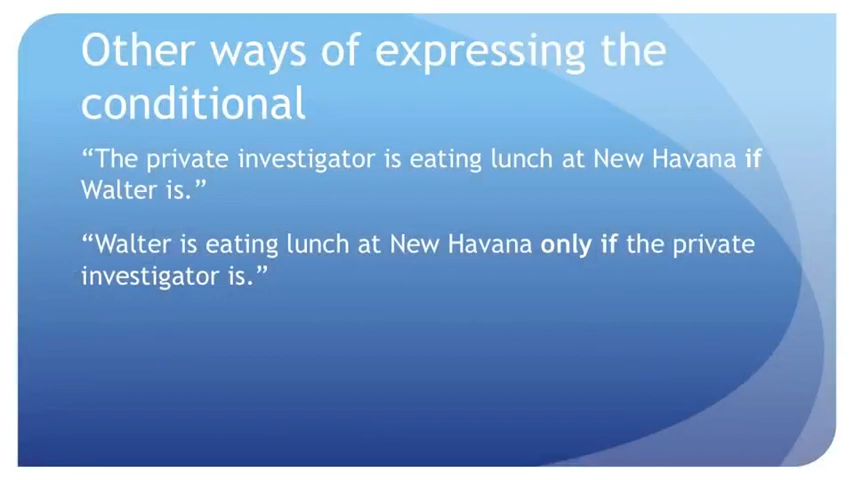 Other ways of expressing the
conditional
“The private investigator is eating lunch at New Havana if
Walter is.”
“Walter is eating lunch at New Havana only if the private
investigator is.”